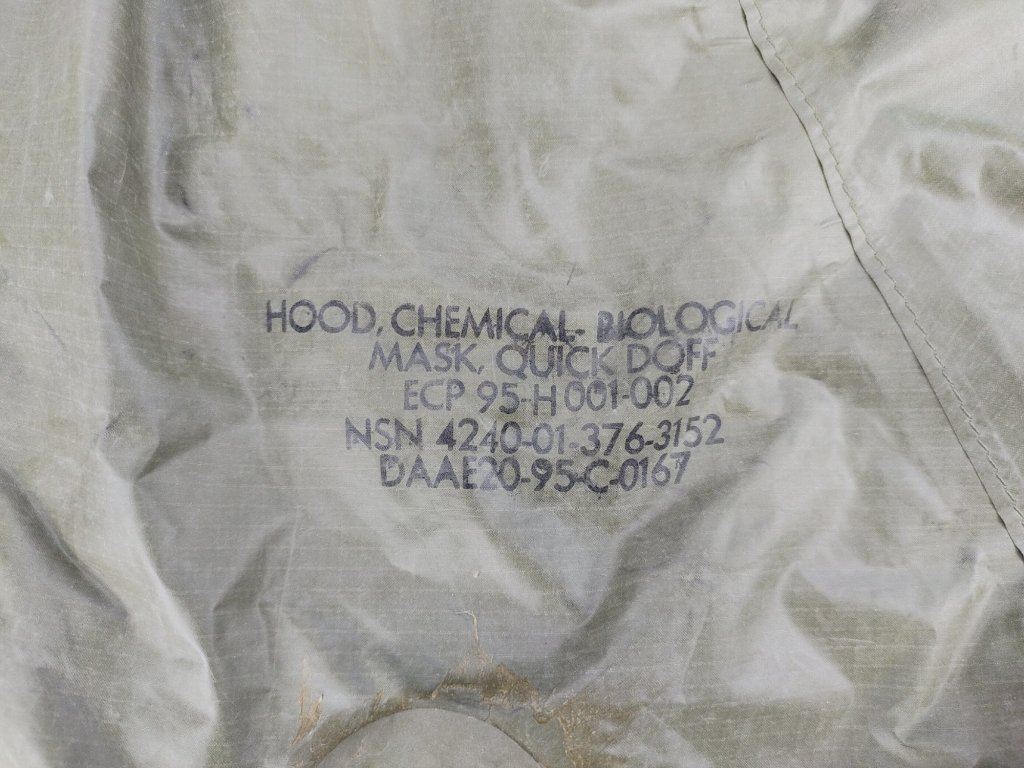 HOOD, CHEMICAL- BIOLOGICAL
MASK, QUICK DOFF
ECP 95-H 001-002
NSN 4240-01-376-3152
DAAE20-95-C-0167